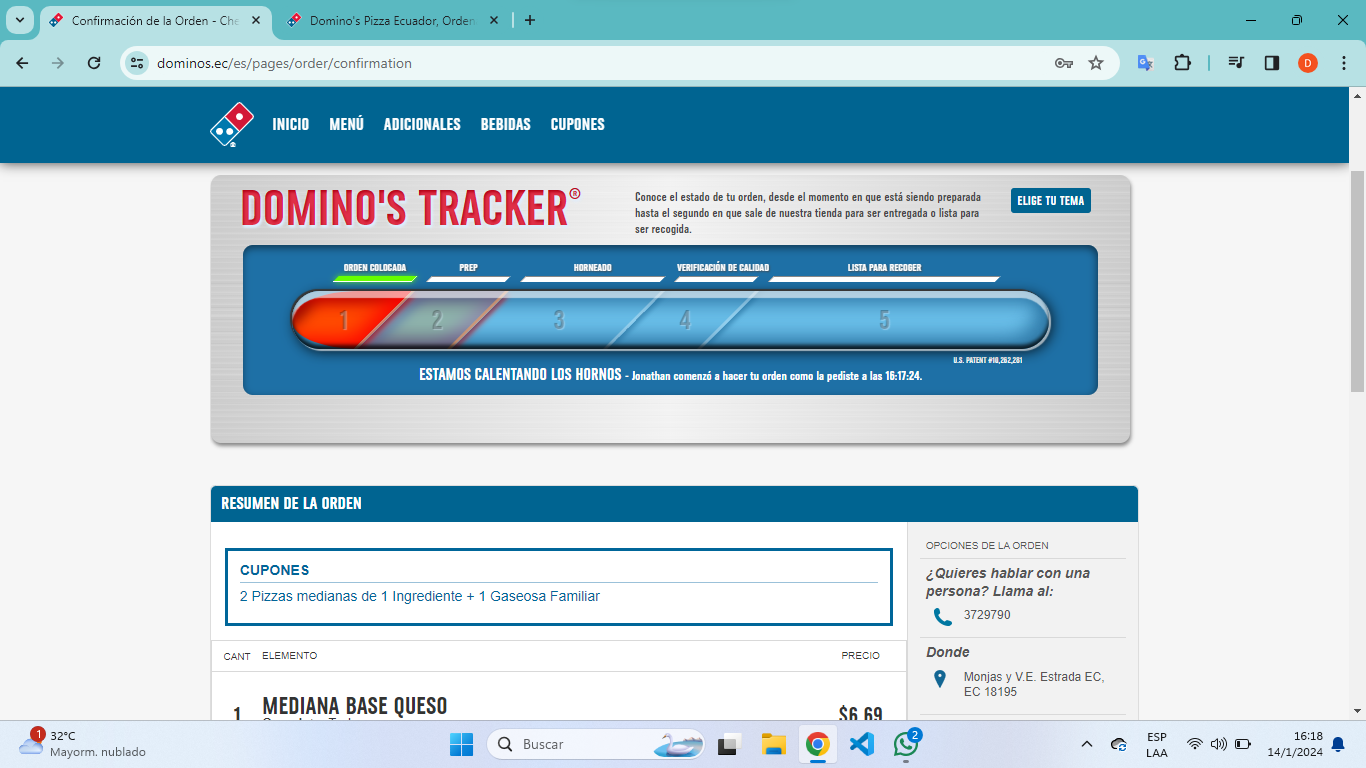 Confirmación de la Orden - Che
Domino's Pizza Ecuador, Orden
dominos.ec/es/pages/order/confirmation
D
INICIO MENÚ ADICIONALES BEBIDAS CUPONES
DOMINO'S TRACKER®
Conoce el estado de tu orden, desde el momento en que está siendo preparada
hasta el segundo en que sale de nuestra tienda para ser entregada o lista para
ser recogida.
ELIGE TU TEMA
ORDEN COLOCADA PREP HORNEADO VERIFICACIÓN DE CALIDAD LISTA PARA RECOGER
1 2 3 4 5
U.S. PATENT #10,262,281
ESTAMOS CALENTANDO LOS HORNOS - Jonathan comenzó a hacer tu orden como la pediste a las 16:17:24.
RESUMEN DE LA ORDEN
CUPONES
2 Pizzas medianas de 1 Ingrediente + 1 Gaseosa Familiar
CANT ELEMENTO PRECIO
1 MEDIANA BASE QUESO $6.69
OPCIONES DE LA ORDEN
¿Quieres hablar con una
persona? Llama al:
3729790
Donde
Monjas y V.E. Estrada EC,
EC 18195
1
32°C
Mayorm. nublado
Buscar
2
ESP
LAA
16:18
14/1/2024